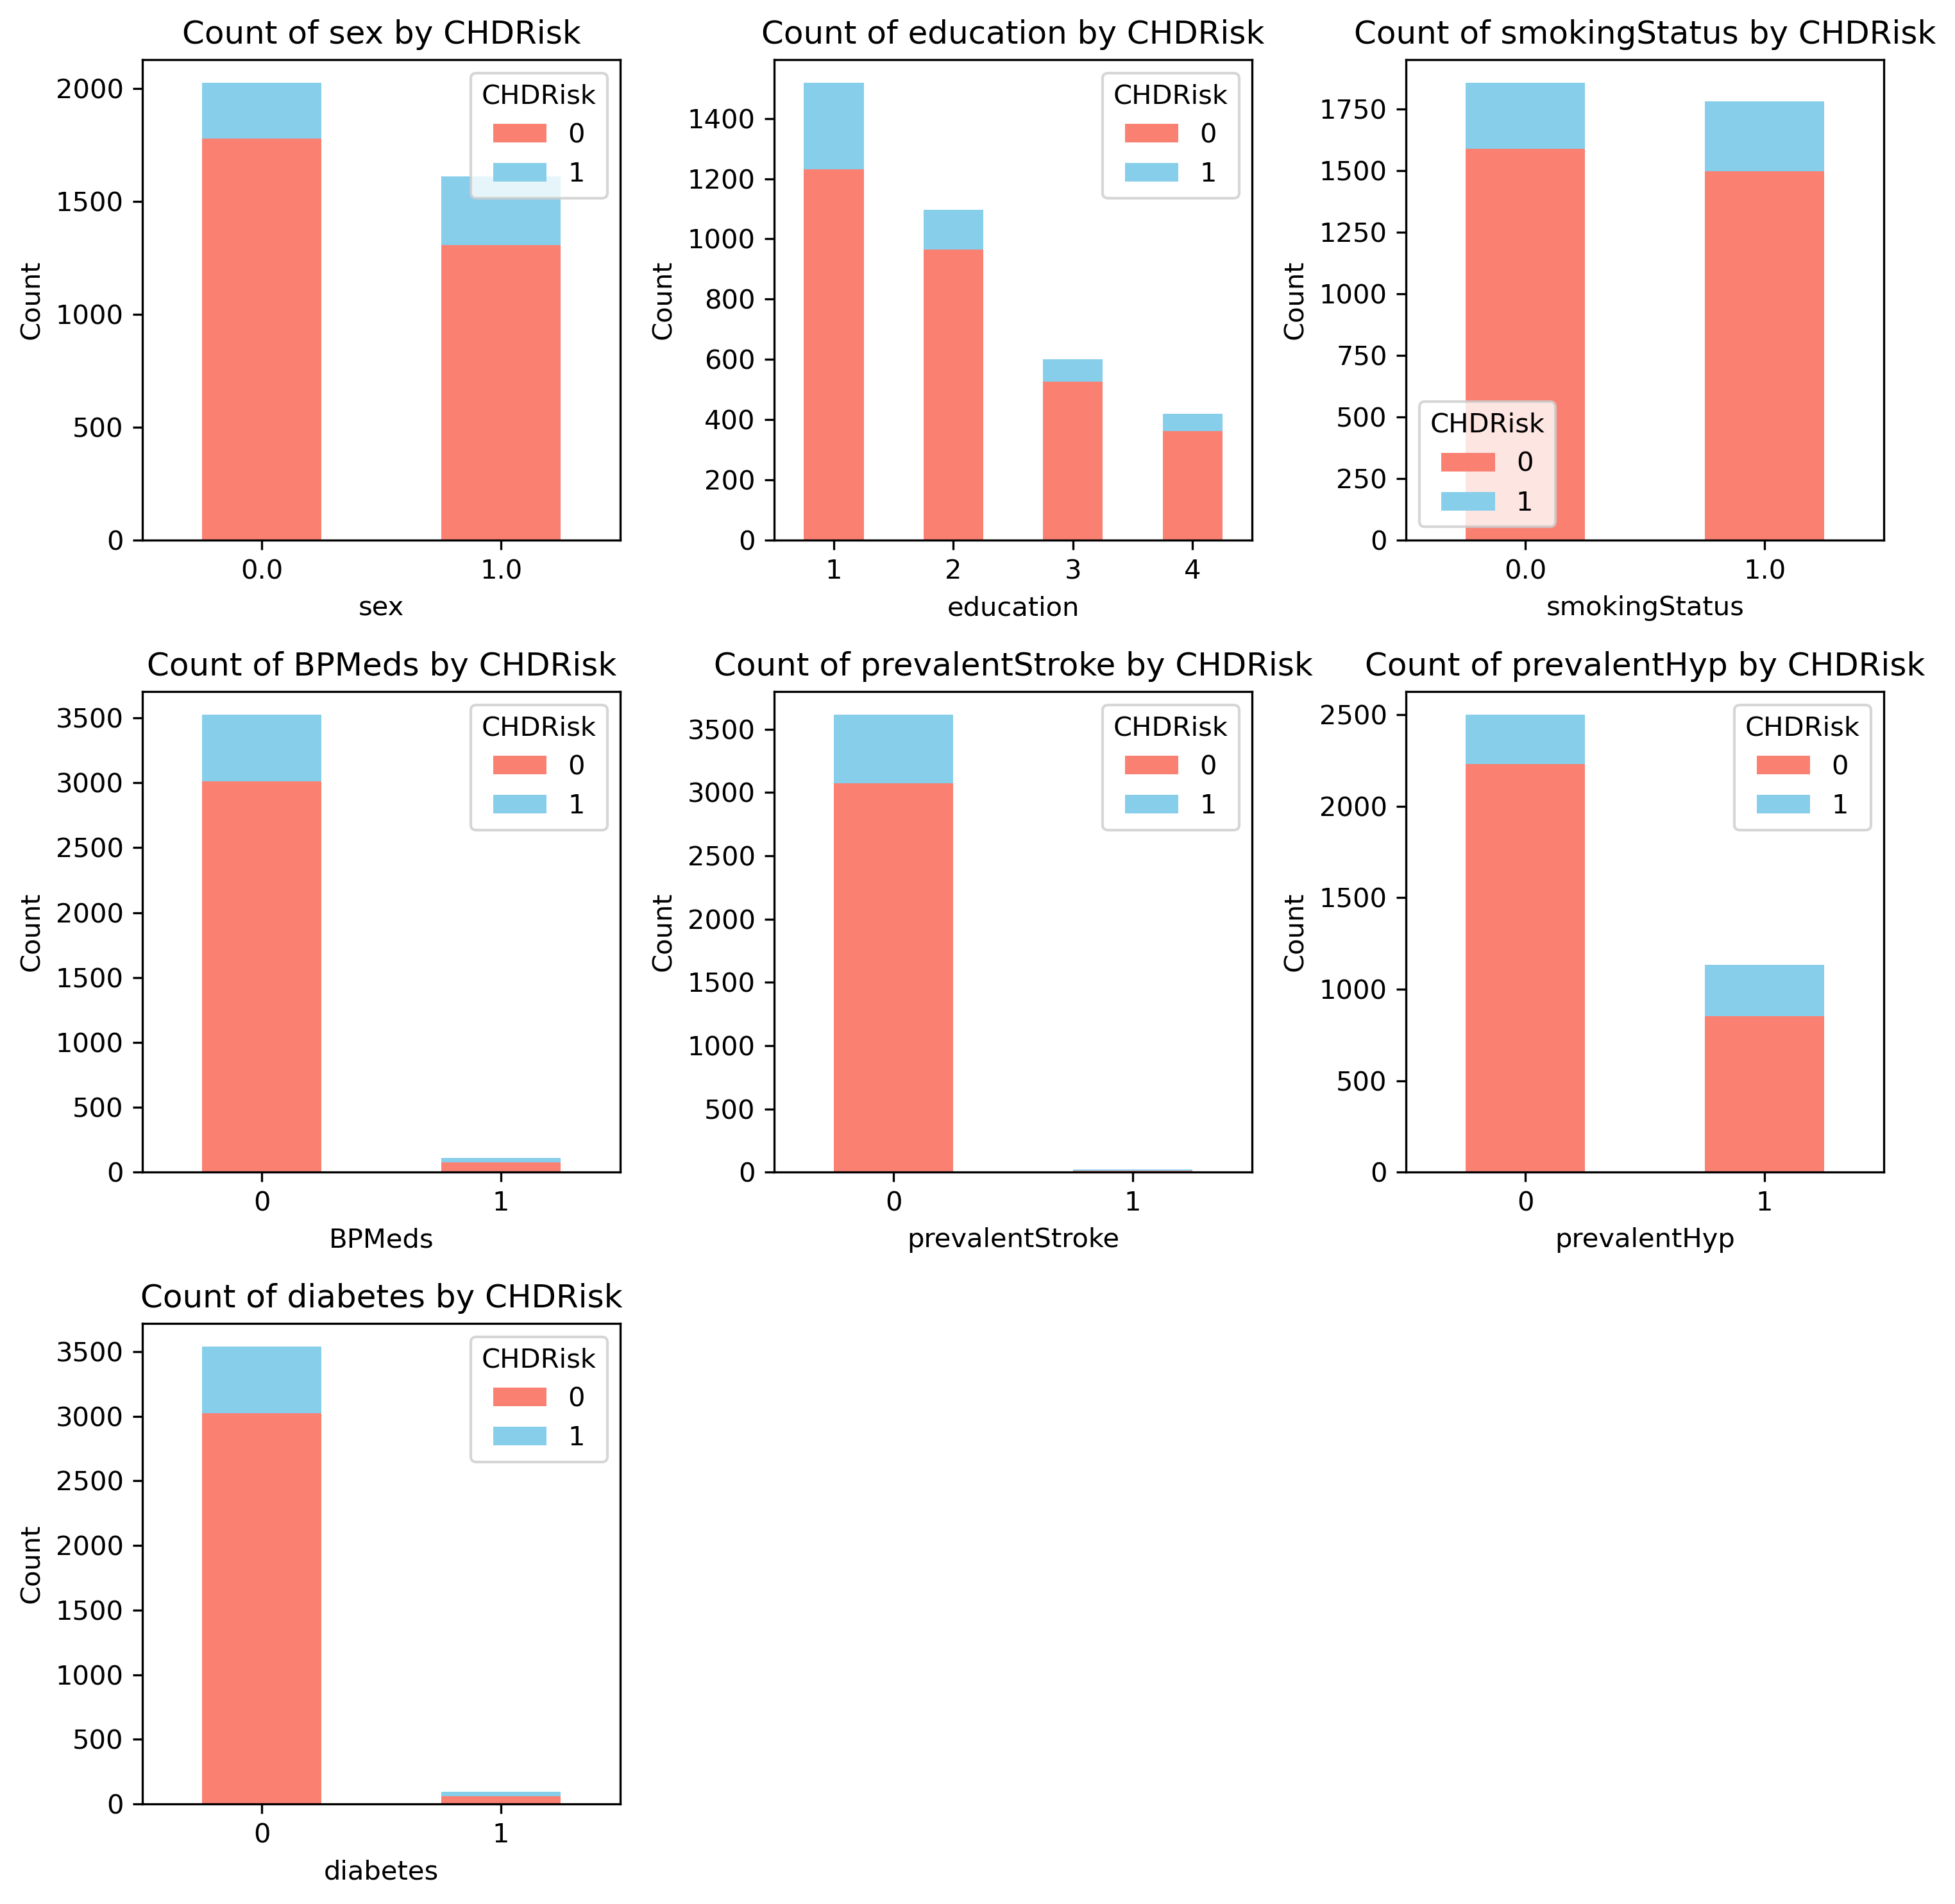 Count of sex by CHDRisk
Count
2000
1500
1000
500
0
0.0 1.0
sex
CHDRisk
0
1
Count of education by CHDRisk
Count
1400
1200
1000
800
600
400
200
0
1 2 3 4
education
CHDRisk
0
1
Count of smokingStatus by CHDRisk
Count
1750
1500
1250
1000
750
500
250
0
0.0 1.0
smokingStatus
CHDRisk
0
1
Count of BPMeds by CHDRisk
Count
3500
3000
2500
2000
1500
1000
500
0
0 1
BPMeds
CHDRisk
0
1
Count of prevalentStroke by CHDRisk
Count
3500
3000
2500
2000
1500
1000
500
0
0 1
prevalentStroke
CHDRisk
0
1
Count of prevalentHyp by CHDRisk
Count
2500
2000
1500
1000
500
0
0 1
prevalentHyp
CHDRisk
0
1
Count of diabetes by CHDRisk
Count
3500
3000
2500
2000
1500
1000
500
0
0 1
diabetes
CHDRisk
0
1